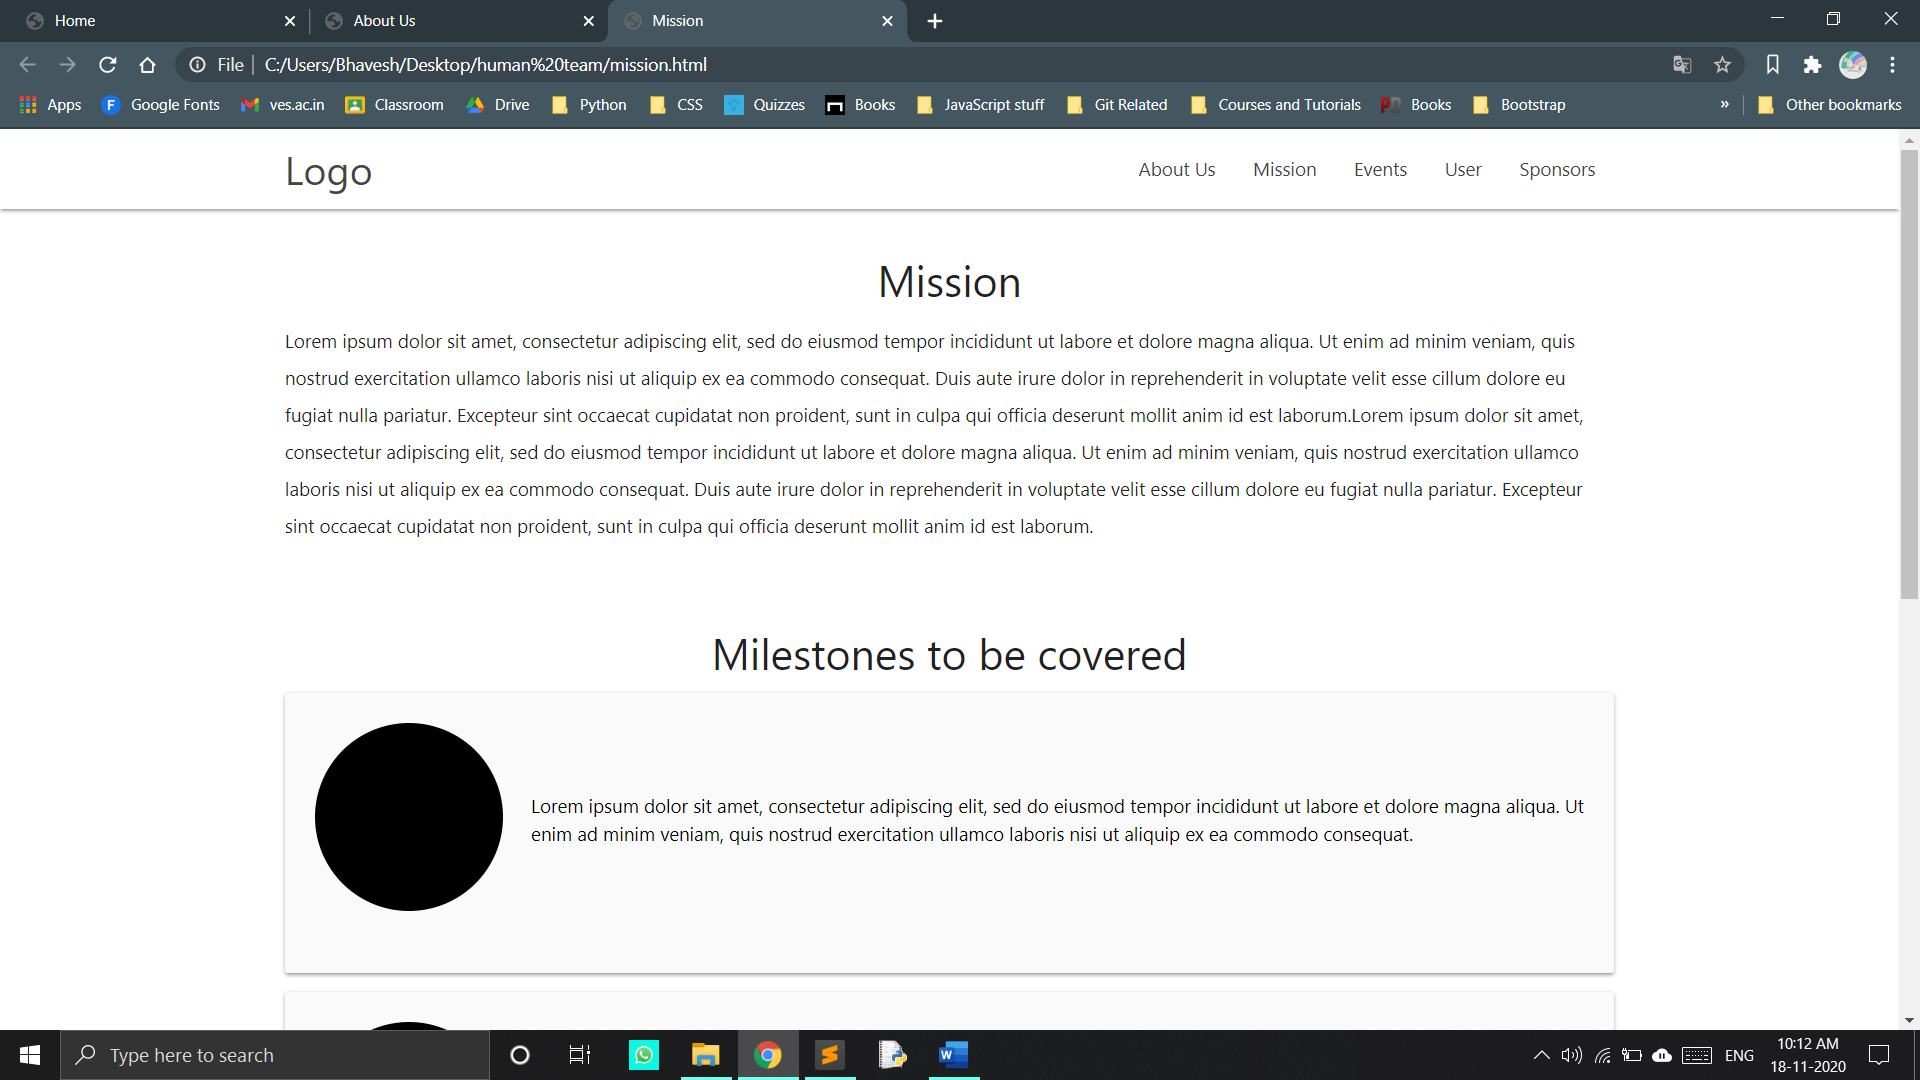 Home
About Us
Mission
File
C:/Users/Bhavesh/Desktop/human%20team/mission.html
Apps
Google Fonts
ves.ac.in
Classroom
Drive
Python
CSS
Quizzes
Books
JavaScript stuff
Git Related
Courses and Tutorials
Books
Bootstrap
»
Other bookmarks
Logo
About Us
Mission
Events
User
Sponsors
Mission
Lorem ipsum dolor sit amet, consectetur adipiscing elit, sed do eiusmod tempor incididunt ut labore et dolore magna aliqua. Ut enim ad minim veniam, quis
nostrud exercitation ullamco laboris nisi ut aliquip ex ea commodo consequat. Duis aute irure dolor in reprehenderit in voluptate velit esse cillum dolore eu
fugiat nulla pariatur. Excepteur sint occaecat cupidatat non proident, sunt in culpa qui officia deserunt mollit anim id est laborum.Lorem ipsum dolor sit amet,
consectetur adipiscing elit, sed do eiusmod tempor incididunt ut labore et dolore magna aliqua. Ut enim ad minim veniam, quis nostrud exercitation ullamco
laboris nisi ut aliquip ex ea commodo consequat. Duis aute irure dolor in reprehenderit in voluptate velit esse cillum dolore eu fugiat nulla pariatur. Excepteur
sint occaecat cupidatat non proident, sunt in culpa qui officia deserunt mollit anim id est laborum.
Milestones to be covered
Lorem ipsum dolor sit amet, consectetur adipiscing elit, sed do eiusmod tempor incididunt ut labore et dolore magna aliqua. Ut
enim ad minim veniam, quis nostrud exercitation ullamco laboris nisi ut aliquip ex ea commodo consequat.
Type here to search
ENG
10:12 AM
18-11-2020